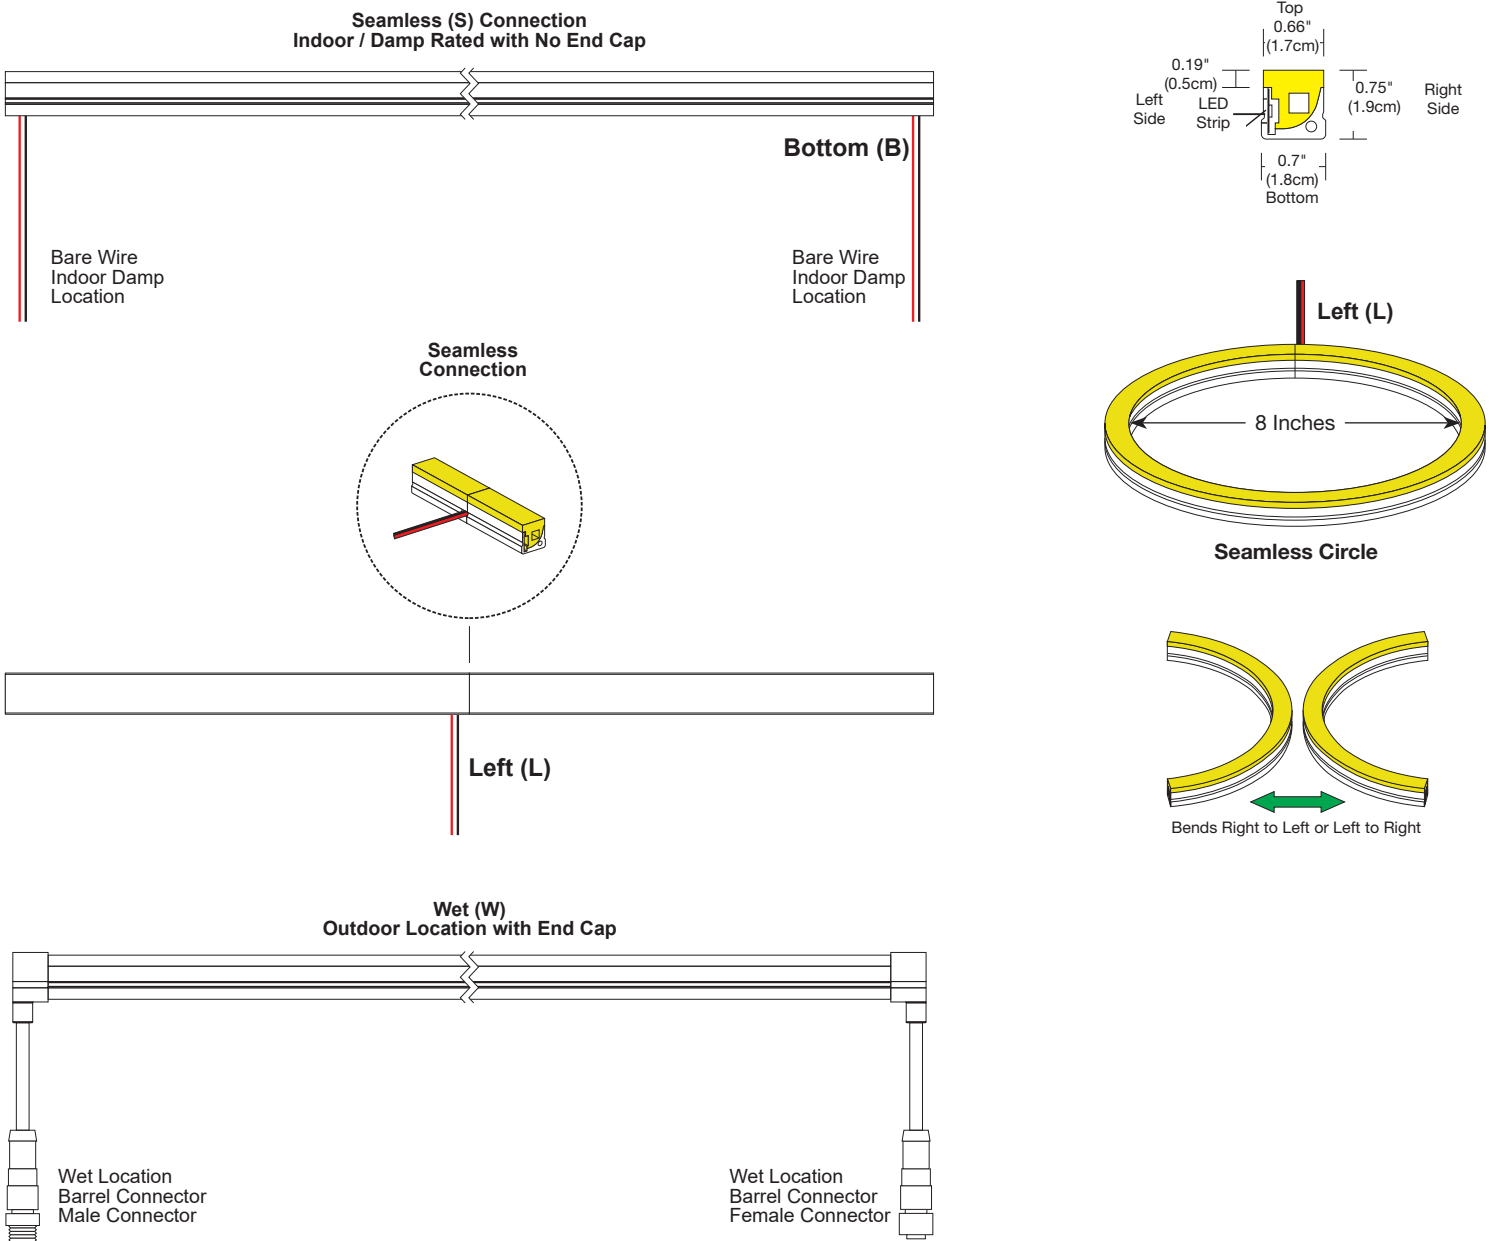 Seamless (S) Connection
Indoor / Damp Rated with No End Cap
Bottom (B)
Bare Wire
Indoor Damp
Location
Bare Wire
Indoor Damp
Location
Seamless
Connection
Left (L)
Wet (W)
Outdoor Location with End Cap
Wet Location
Barrel Connector
Male Connector
Wet Location
Barrel Connector
Female Connector
Top
0.66"
(1.7cm)
0.19"
(0.5cm)
Left
Side
LED
Strip
0.75"
(1.9cm)
Right
Side
0.7"
(1.8cm)
Bottom
Left (L)
8 Inches
Seamless Circle
Bends Right to Left or Left to Right